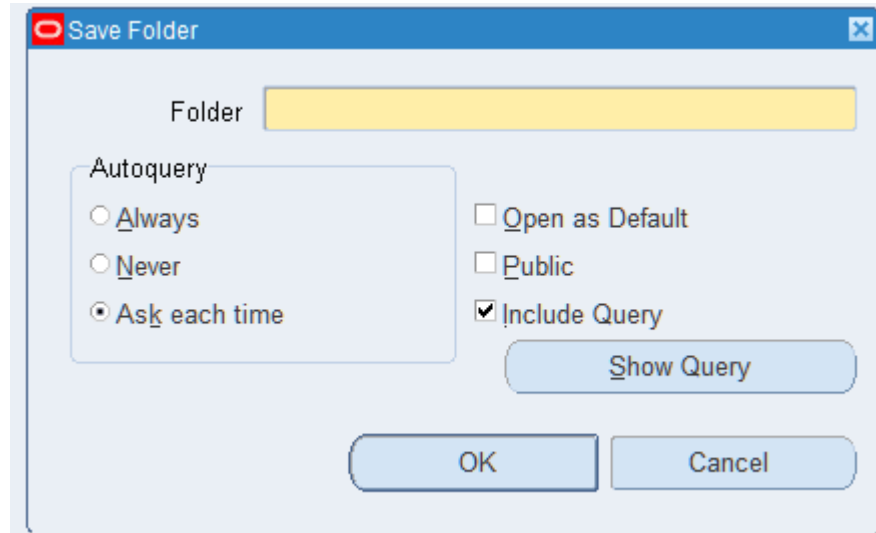 Save Folder
Folder
Autoquery
Always
Never
Ask each time
Open as Default
Public
Include Query
Show Query
OK
Cancel